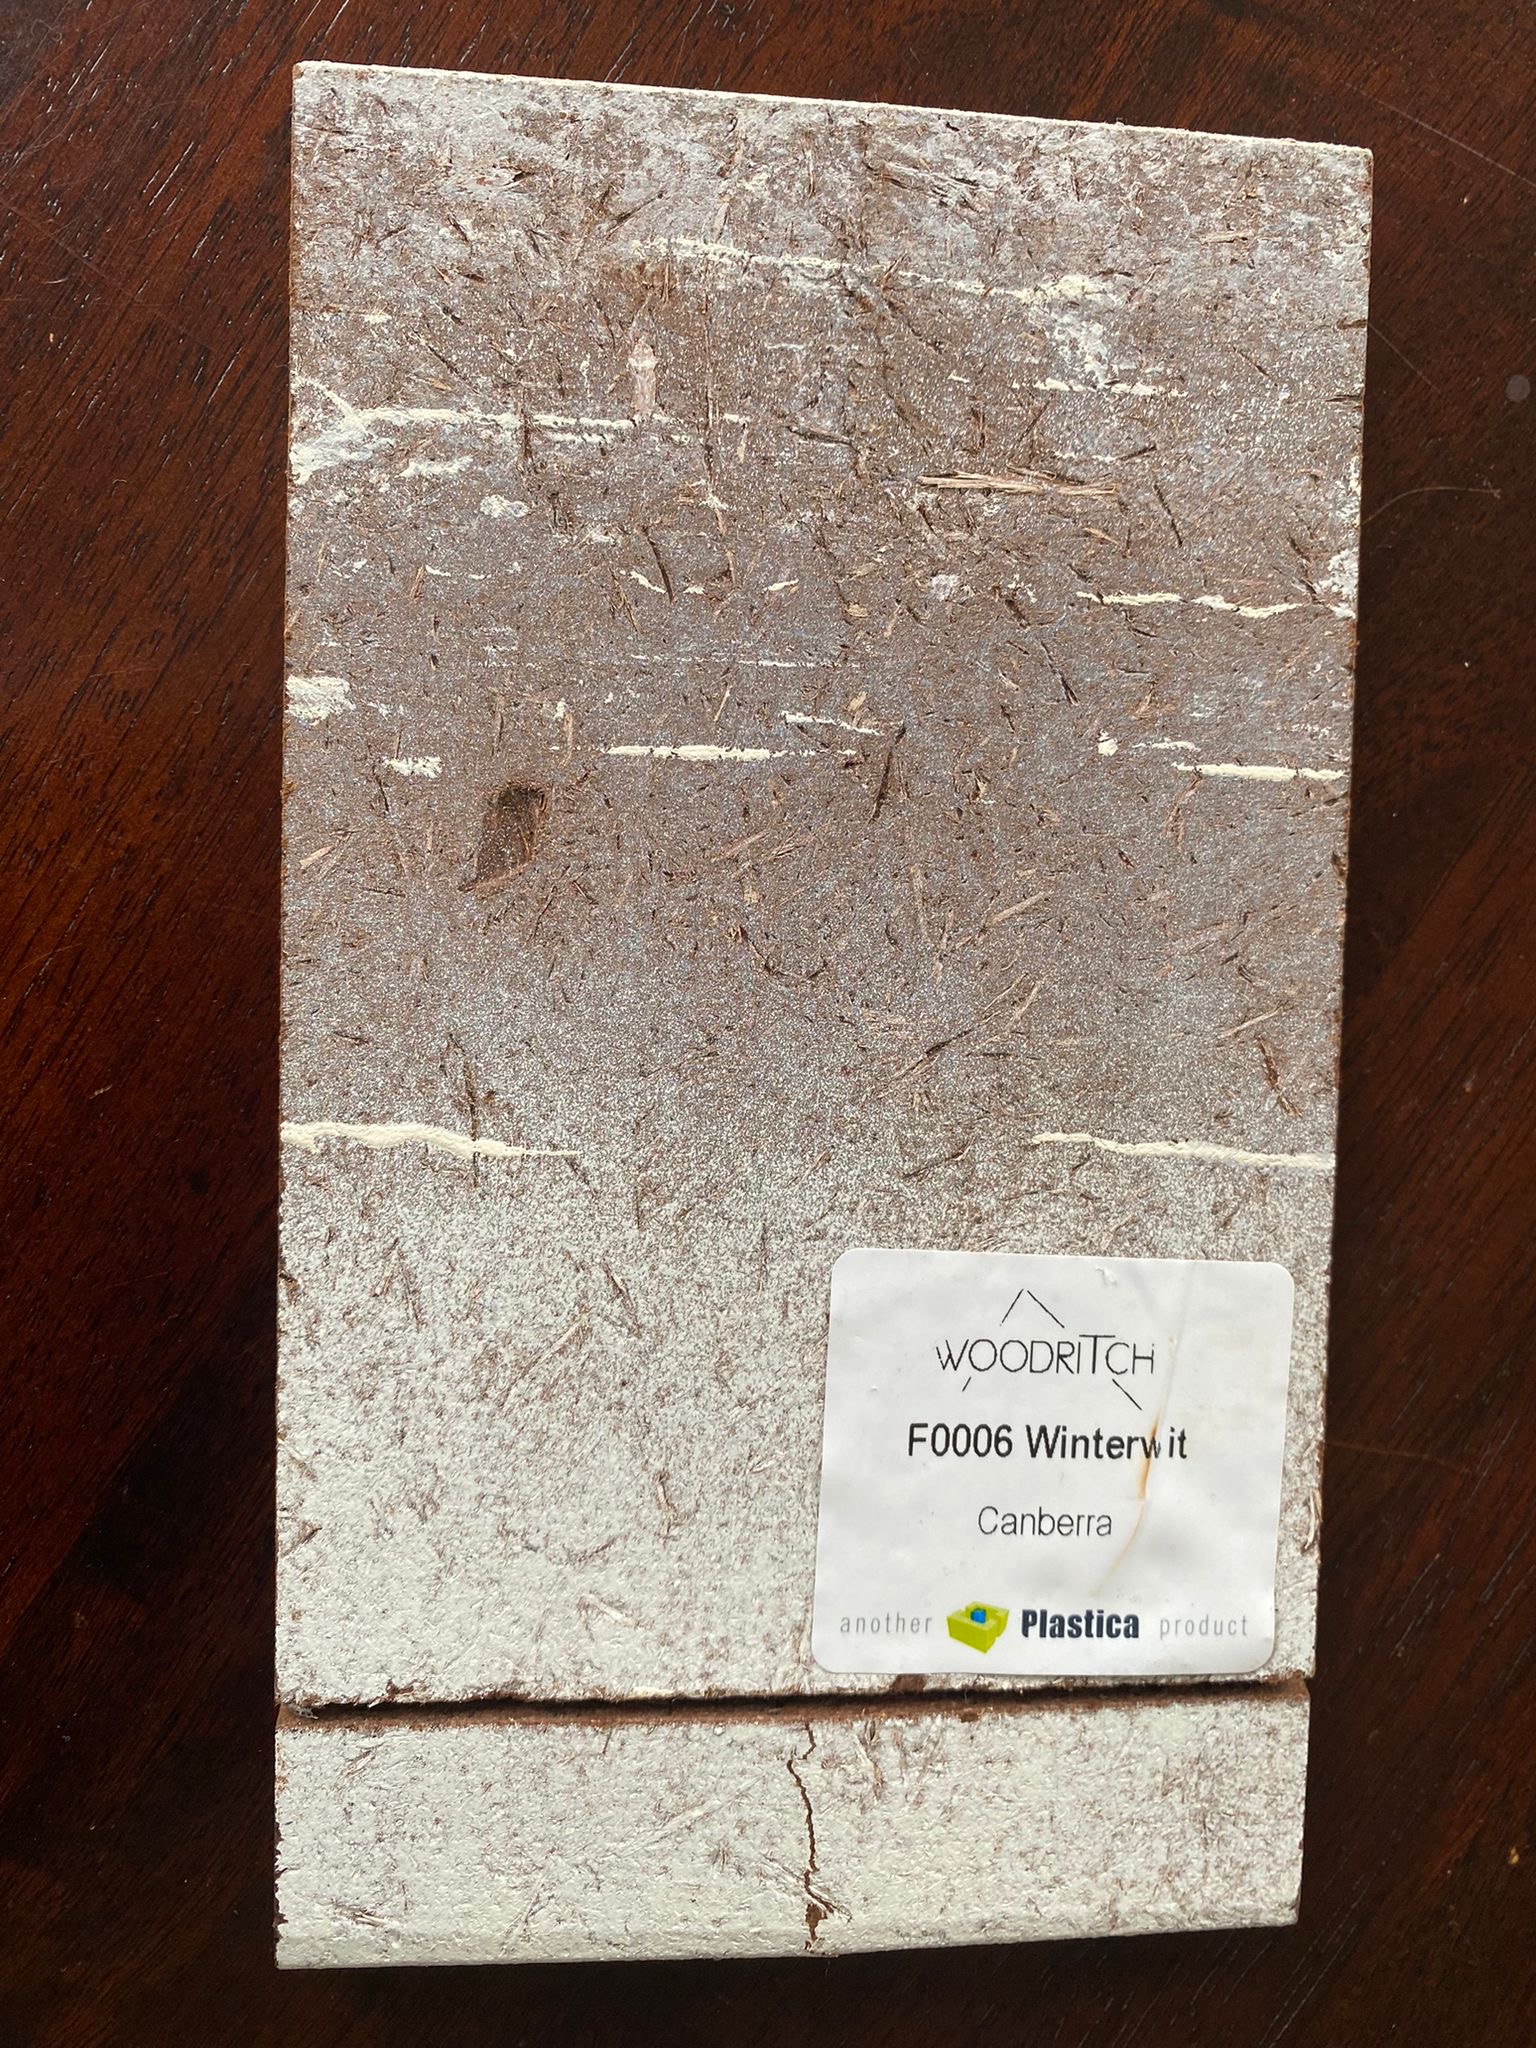 WOODRITCH
F0006 Winterwit
Canberra
another Plastica product